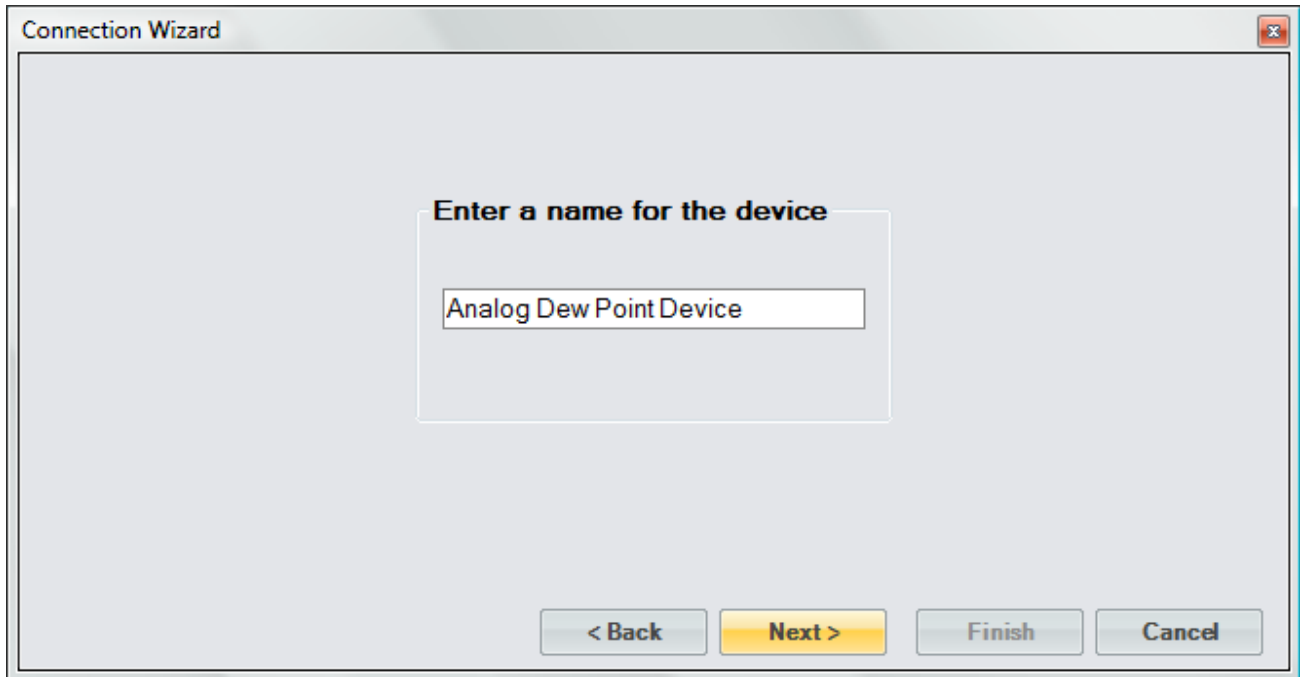 Connection Wizard
Enter a name for the device
Analog Dew Point Device
< Back Next > Finish Cancel